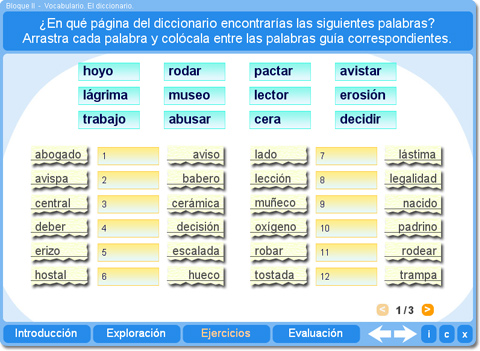 Bloque II - Vocabulario. El diccionario.
¿En qué página del diccionario encontrarías las siguientes palabras?
Arrastra cada palabra y colócala entre las palabras guía correspondientes.
hoyo rodar pactar avistar
lágrima museo lector erosión
trabajo abusar cera decidir
abogado 1 aviso lado 7 lástima
avispa 2 babero lección 8 legalidad
central 3 cerámica muñeco 9 nacido
deber 4 decisión oxígeno 10 padrino
erizo 5 escalada robar 11 rodear
hostal 6 hueco tostada 12 trampa
< 1/3 >
Introducción Exploración Ejercicios Evaluación i c x